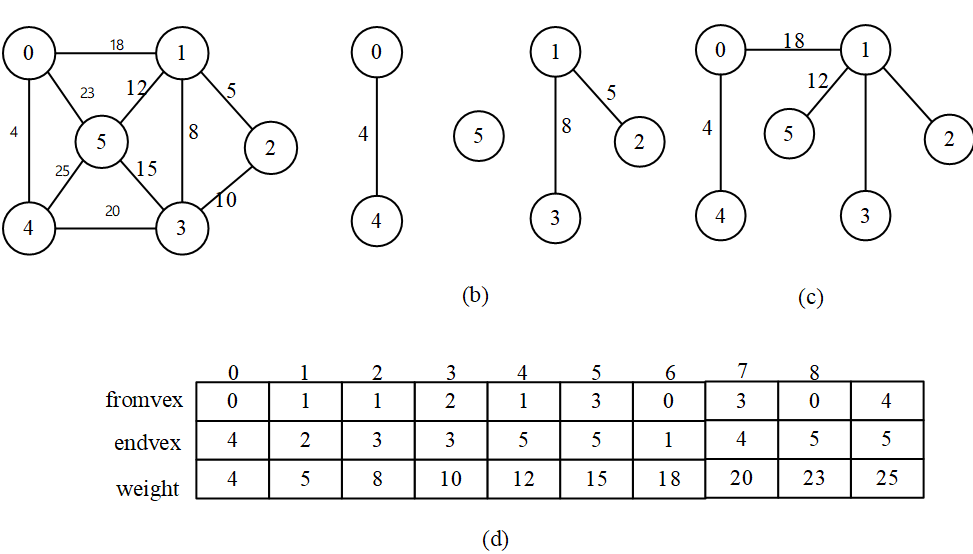 0 18 1 0 1 0 18 1
23 12 5 12
4 5 8 2 4 5 8 5 2 4 5 2
25 15 10
4 20 3 4 3 4 3
(b) (c)
0 1 2 3 4 5 6 7 8
fromvex 0 1 1 2 1 3 0 3 0 4
endvex 4 2 3 3 5 5 1 4 5 5
weight 4 5 8 10 12 15 18 20 23 25
(d)